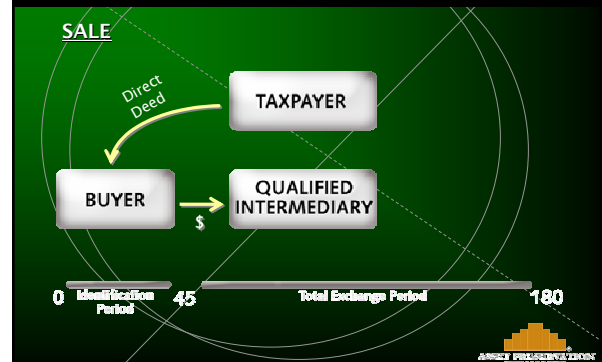 SALE
Direct
Deed
TAXPAYER
BUYER
QUALIFIED
INTERMEDIARY
$
0
Identification
Period
45
Total Exchange Period
180
ASSET PRESERVATION